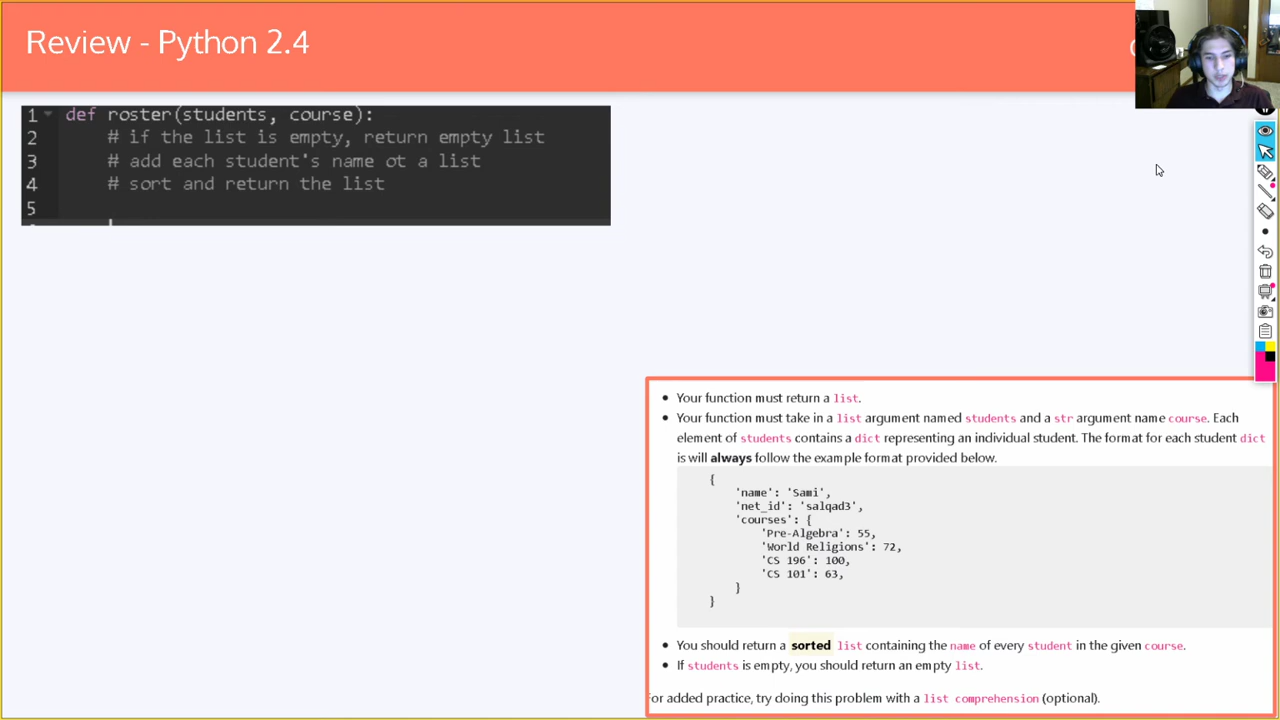 Review - Python 2.4
1 def roster(students, course):
2 # if the list is empty, return empty list
3 # add each student's name ot a list
4 # sort and return the list
5
Your function must return a list.
Your function must take in a list argument named students and a str argument name course. Each
element of students contains a dict representing an individual student. The format for each student dict
is will always follow the example format provided below.
{
'name': 'Sami',
'net_id': 'salqad3',
'courses': {
'Pre-Algebra': 55,
'World Religions': 72,
'CS 196': 100,
'CS 101': 63,
}
}
You should return a sorted list containing the name of every student in the given course.
If students is empty, you should return an empty list.
or added practice, try doing this problem with a list comprehension (optional).